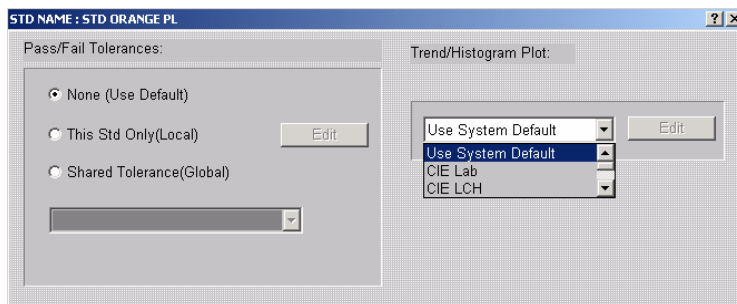 STD NAME : STD ORANGE PL
Pass/Fail Tolerances:
None (Use Default)
This Std Only(Local)
Edit
Shared Tolerance(Global)
Trend/Histogram Plot:
Use System Default
Edit
Use System Default
CIE Lab
CIE LCH